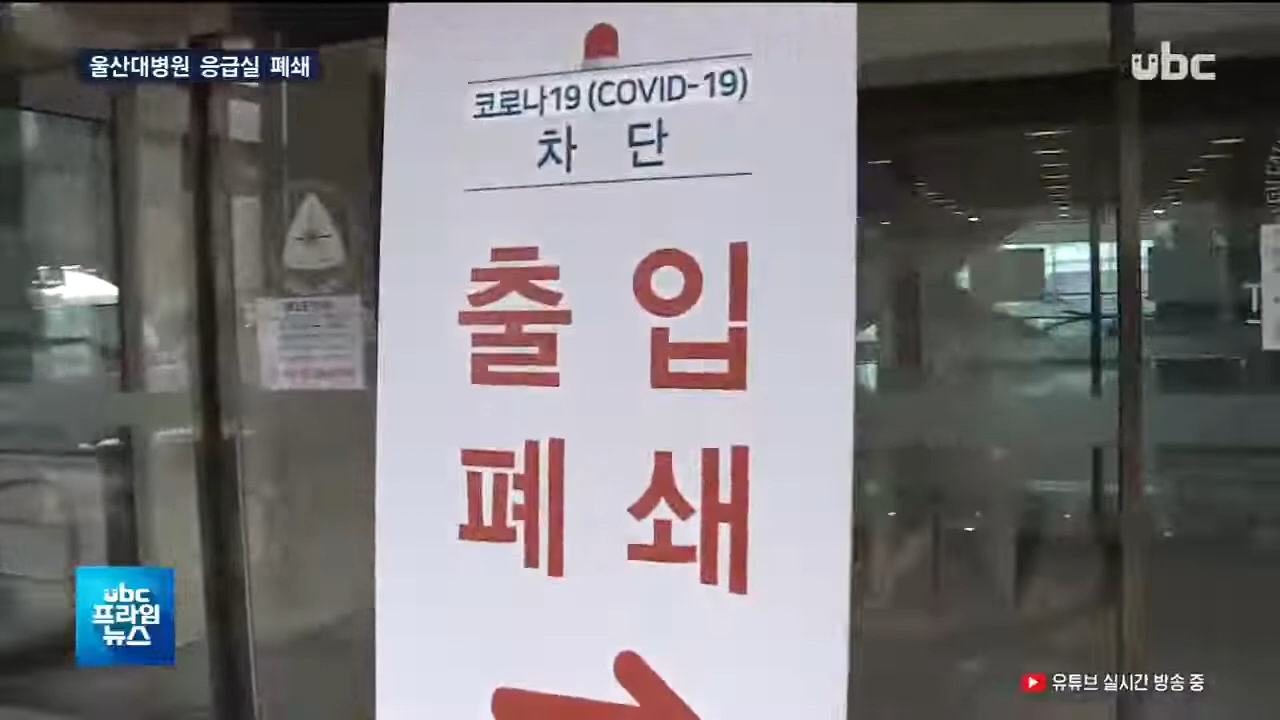 울산대병원 응급실 폐쇄
ubc
코로나19 (COVID-19)
차 단
출 입
폐 쇄
ubc
프라임
뉴스
유튜브 실시간 방송 중